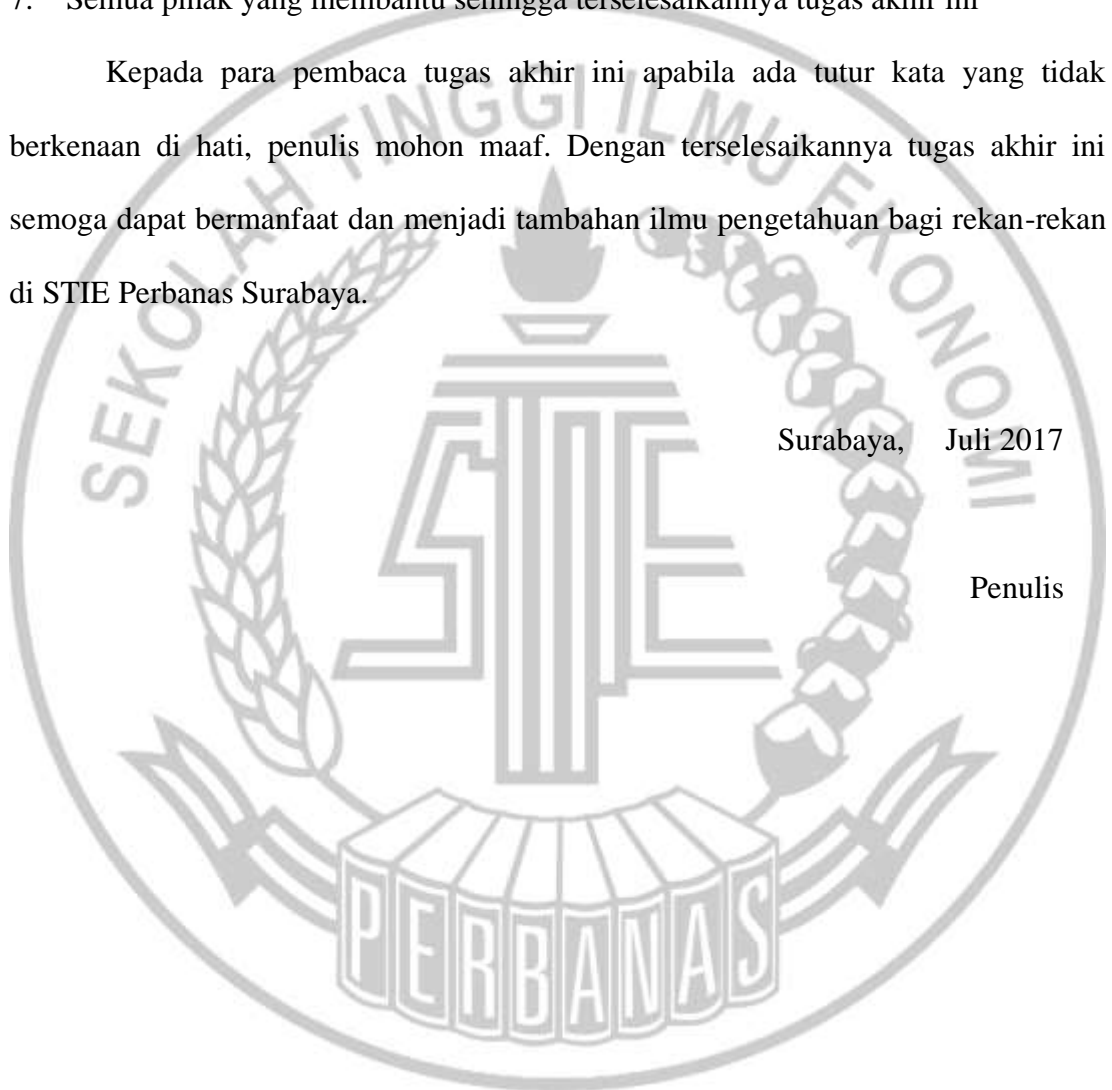 7. Semua pihak yang membantu sehingga terselesaikannya tugas akhir ini
Kepada para pembaca tugas akhir ini apabila ada tutur kata yang tidak
berkenaan di hati, penulis mohon maaf. Dengan terselesaikannya tugas akhir ini
semoga dapat bermanfaat dan menjadi tambahan ilmu pengetahuan bagi rekan-rekan
di STIE Perbanas Surabaya.
Surabaya, Juli 2017
Penulis
SEKOLAH TINGGI ILMU EKONOMI
STIE
PERBANAS